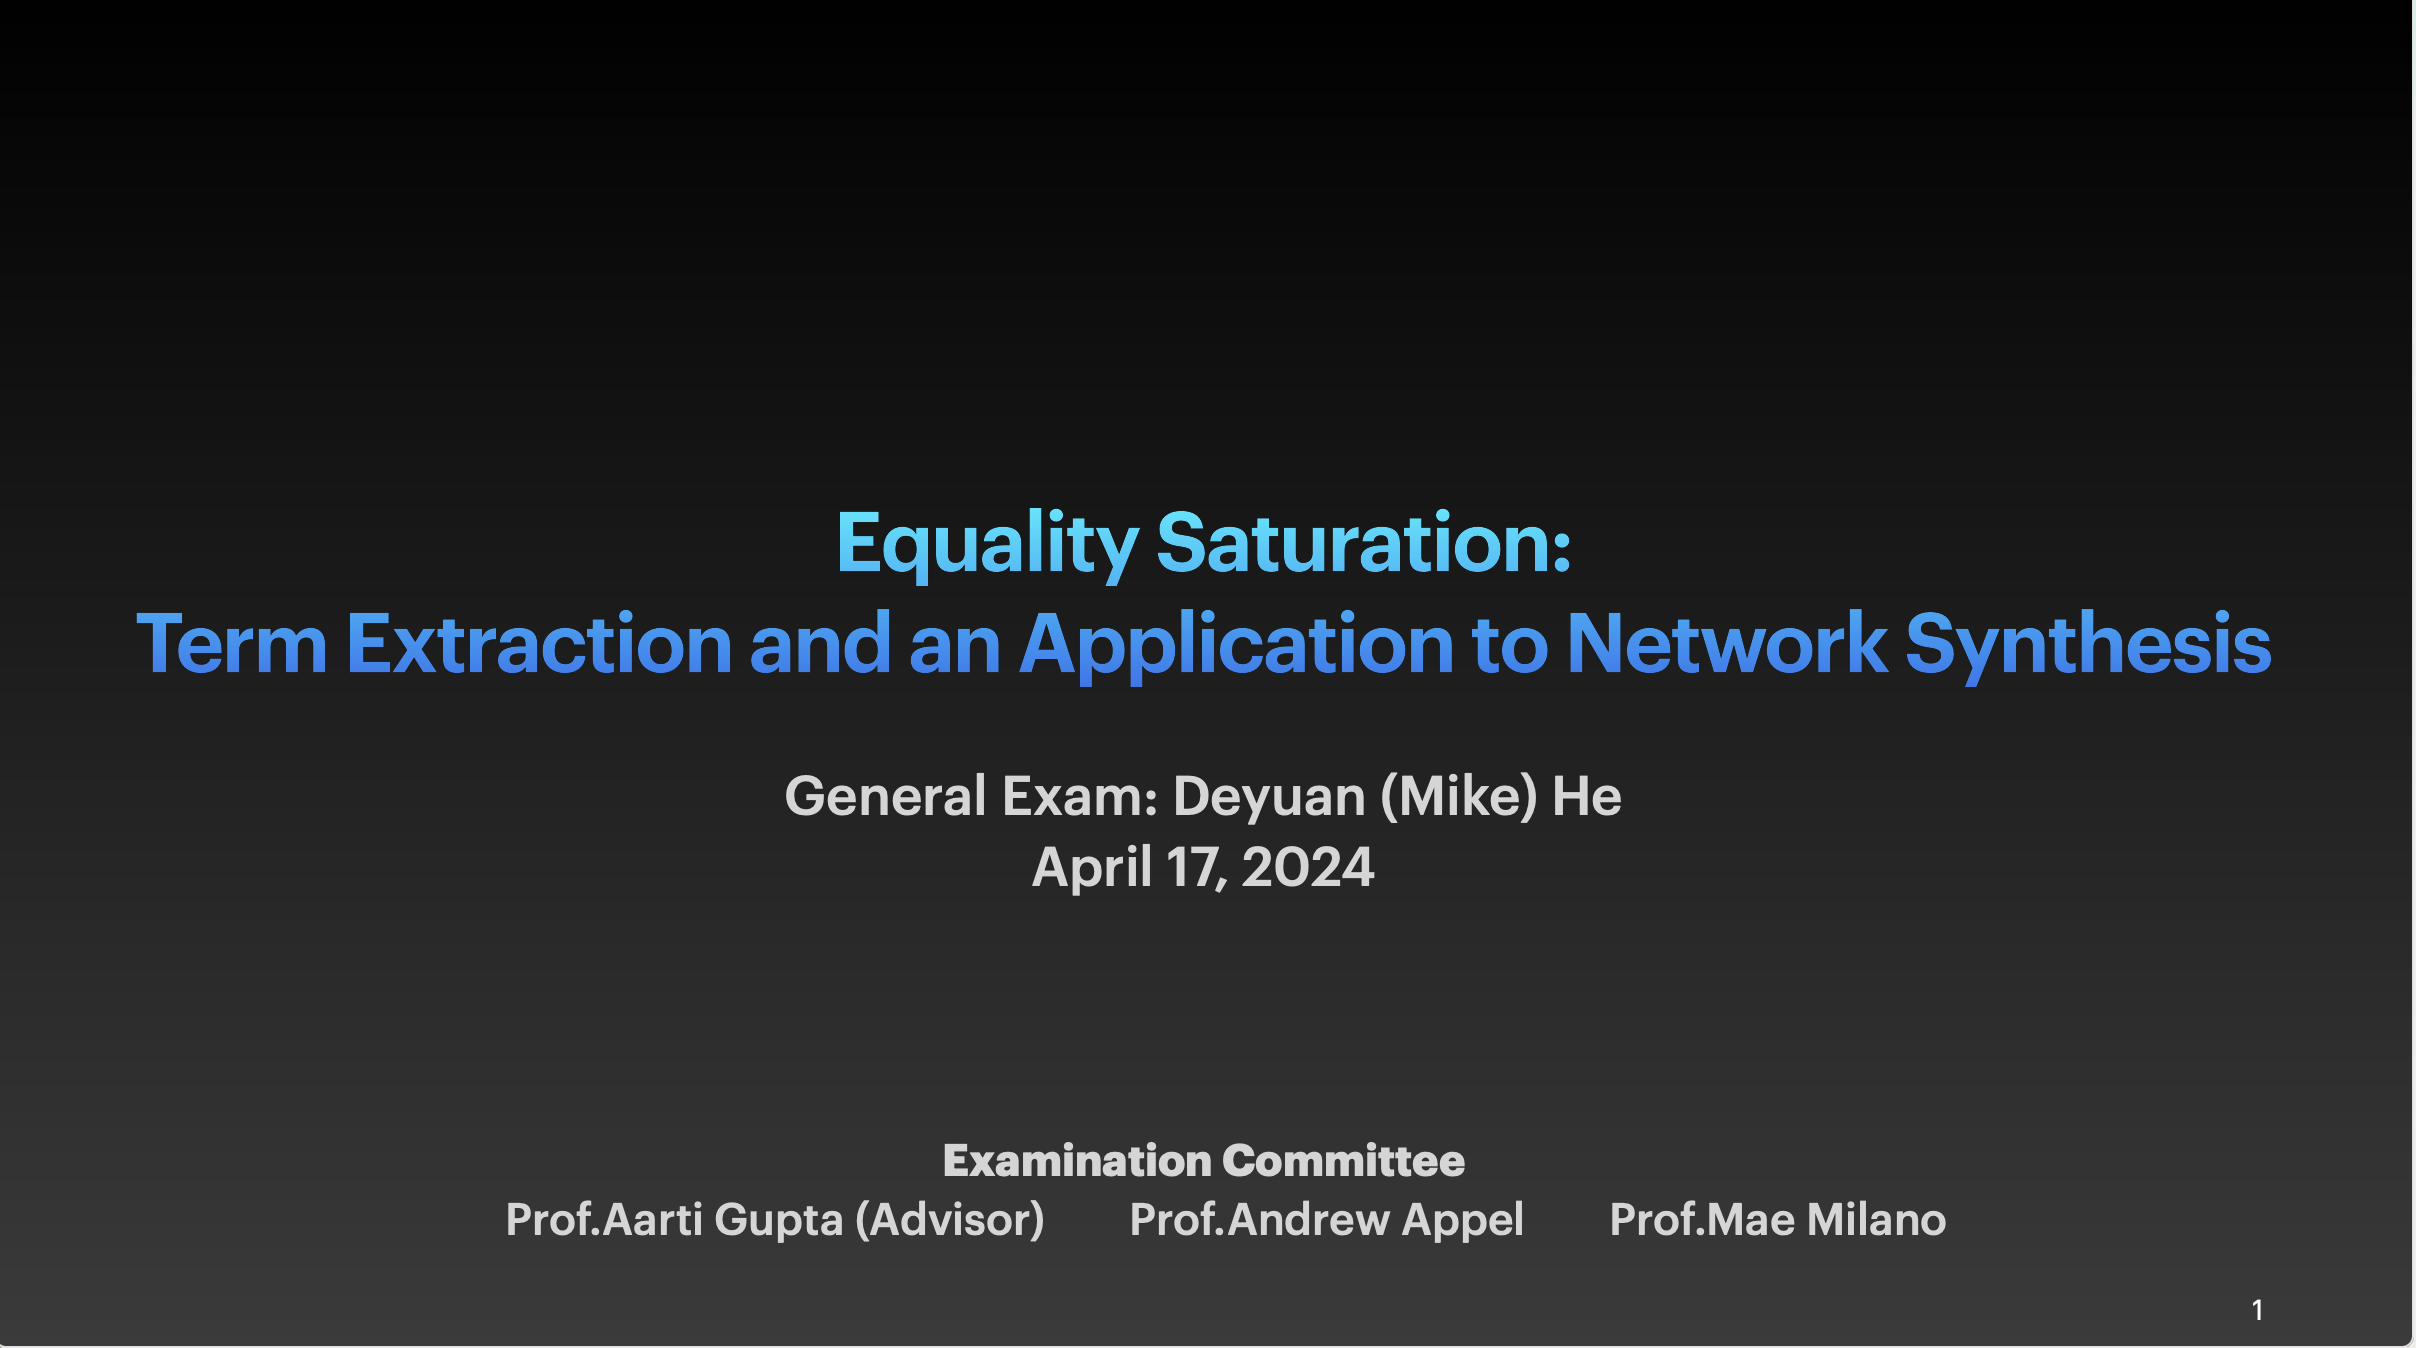 Equality Saturation:
Term Extraction and an Application to Network Synthesis
General Exam: Deyuan (Mike) He
April 17, 2024
Examination Committee
Prof.Aarti Gupta (Advisor) Prof.Andrew Appel Prof.Mae Milano
1